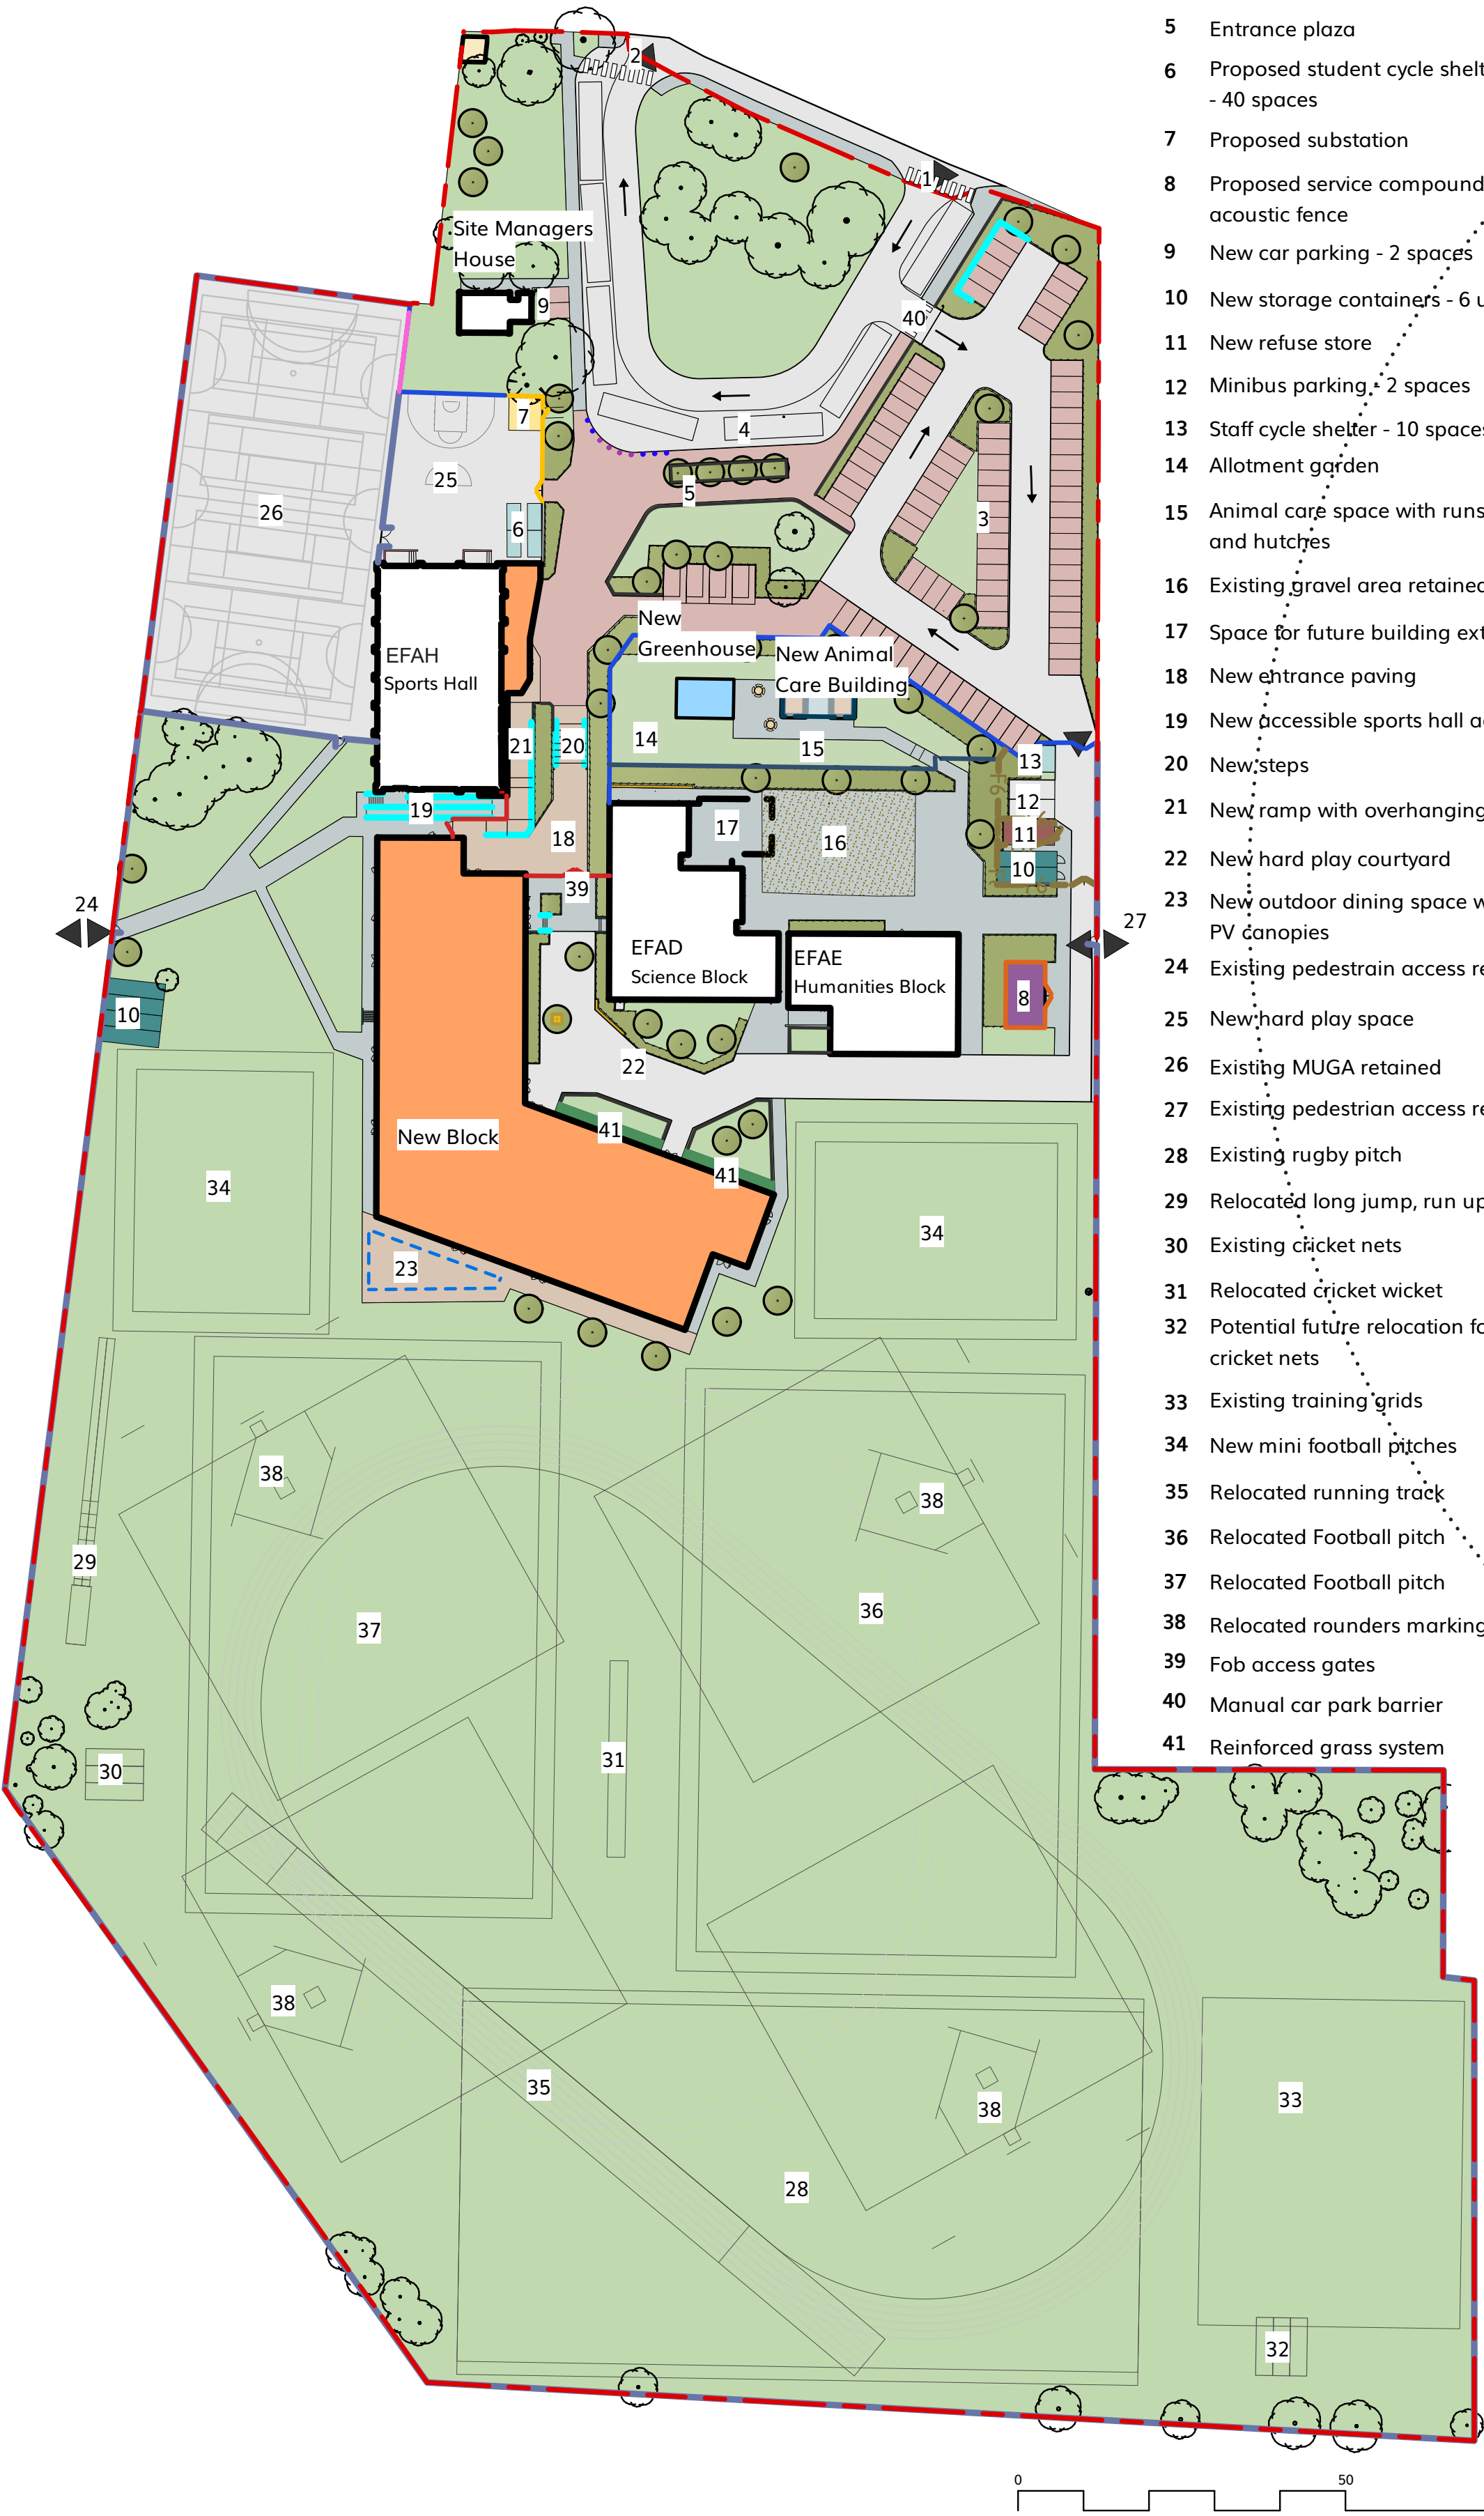 2
1
Site Managers
House
9
40
7
4
25
5
26
6
3
New
Greenhouse
New Animal
Care Building
EFAH
Sports Hall
14
15
21
20
13
12
19
18
17
16
11
10
39
24
27
EFAD
Science Block
EFAE
Humanities Block
8
10
22
New Block
41
41
34
34
23
38
38
29
37
36
31
30
38
35
38
33
28
32
0
50
5 Entrance plaza
6 Proposed student cycle shelt
- 40 spaces
7 Proposed substation
8 Proposed service compound
acoustic fence
9 New car parking - 2 spaces
10 New storage containers - 6 u
11 New refuse store
12 Minibus parking - 2 spaces
13 Staff cycle shelter - 10 spaces
14 Allotment garden
15 Animal care space with runs
and hutches
16 Existing gravel area retained
17 Space for future building ext
18 New entrance paving
19 New accessible sports hall a
20 New steps
21 New ramp with overhanging
22 New hard play courtyard
23 New outdoor dining space w
PV canopies
24 Existing pedestrain access re
25 New hard play space
26 Existing MUGA retained
27 Existing pedestrian access re
28 Existing rugby pitch
29 Relocated long jump, run up
30 Existing cricket nets
31 Relocated cricket wicket
32 Potential future relocation fo
cricket nets
33 Existing training grids
34 New mini football pitches
35 Relocated running track
36 Relocated Football pitch
37 Relocated Football pitch
38 Relocated rounders marking
39 Fob access gates
40 Manual car park barrier
41 Reinforced grass system